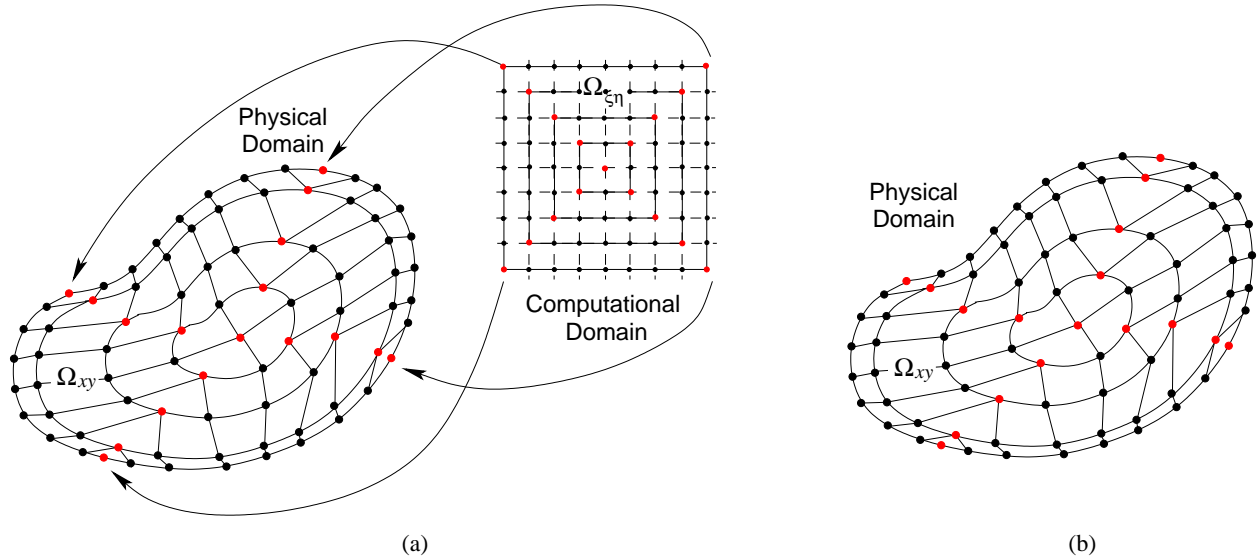 Physical
Domain
Ωξη
Computational
Domain
Ωxy
(a)
Physical
Domain
Ωxy
(b)